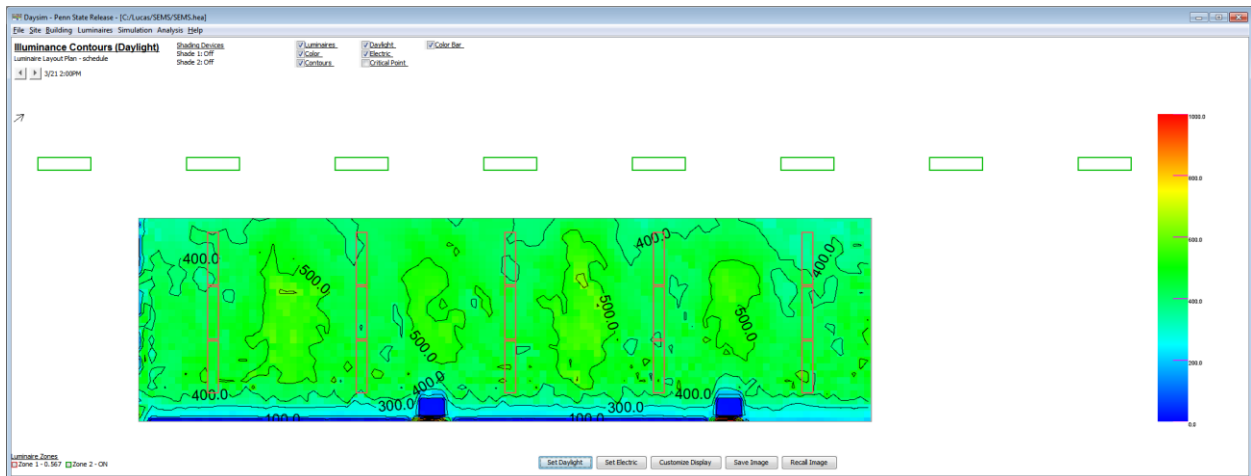 Daysim - Penn State Release - [C:/Lucas/SEMS/SEMS.hea]
File Site Building Luminaires Simulation Analysis Help
Illuminance Contours (Daylight)
Luminaire Layout Plan - schedule
3/21 2:00PM
Shading Devices
Shade 1: Off
Shade 2: Off
Luminaires Daylight Color Bar
Color Electric
Contours Critical Point
1000.0
800.0
600.0
400.0
200.0
0.0
400.0
400.0
400.0
500.0
500.0
500.0
500.0
500.0
400.0
400.0
400.0
300.0
300.0
100.0
100.0
Luminaire Zones
Zone 1 - 0.567 Zone 2 - ON
Set Daylight Set Electric Customize Display Save Image Recall Image